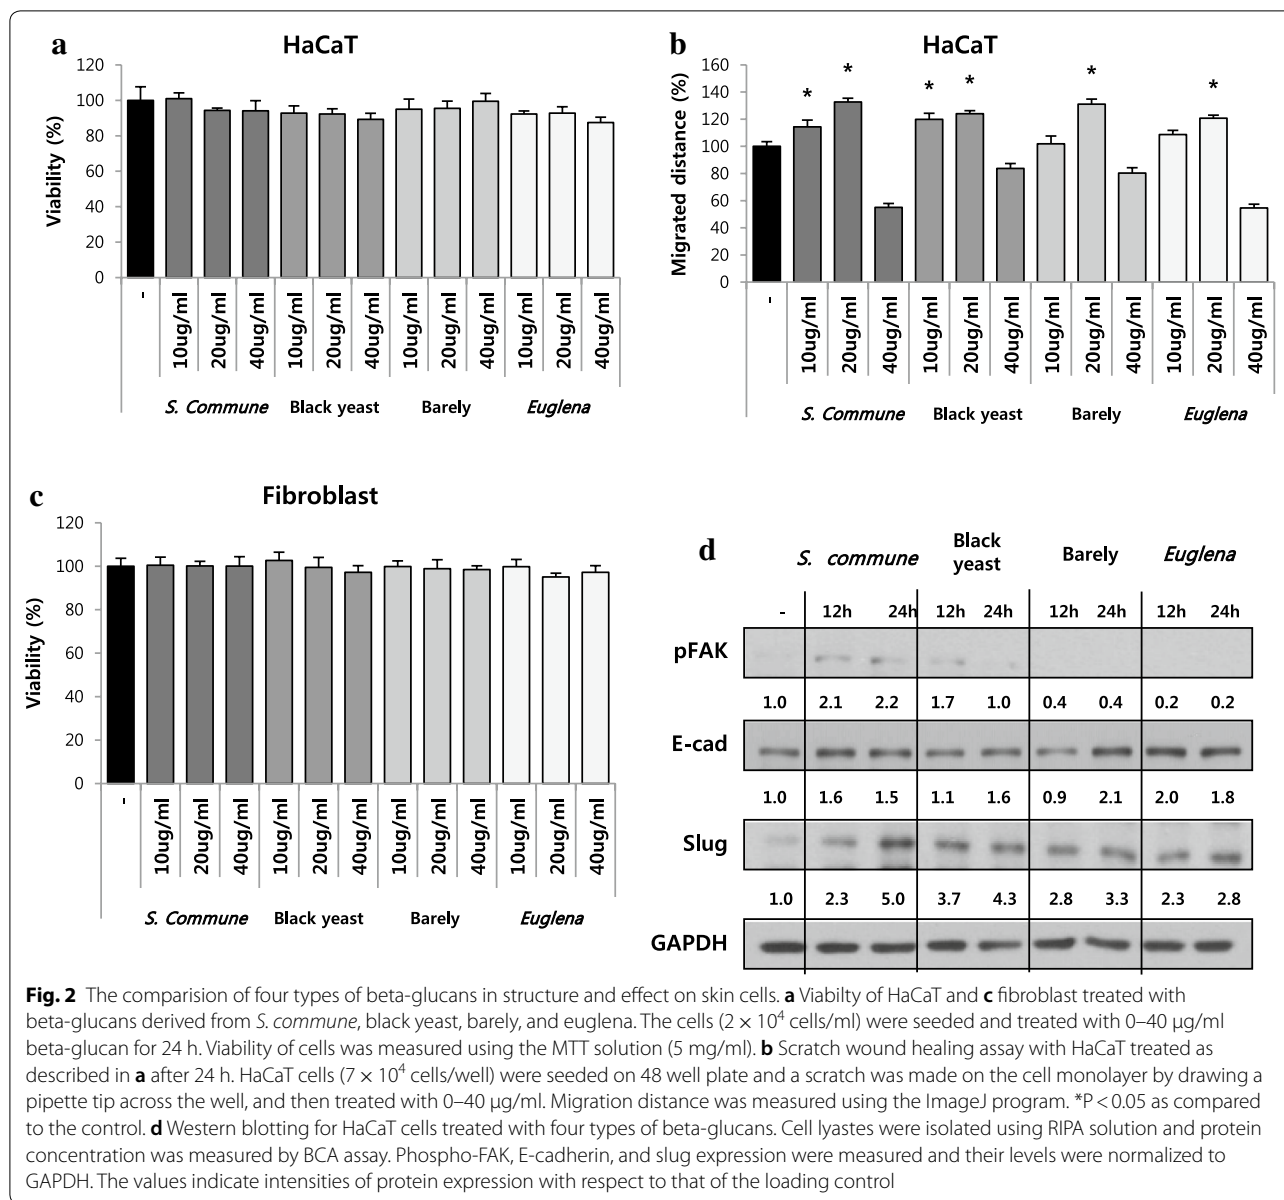 a
HaCaT
Viability (%)
120
100
80
60
40
20
0
-
10ug/ml
20ug/ml
40ug/ml
10ug/ml
20ug/ml
40ug/ml
10ug/ml
20ug/ml
40ug/ml
10ug/ml
20ug/ml
40ug/ml
S. Commune Black yeast Barely Euglena
b
HaCaT
Migrated distance (%)
160
140
120
100
80
60
40
20
0
* * * * * *
-
10ug/ml
20ug/ml
40ug/ml
10ug/ml
20ug/ml
40ug/ml
10ug/ml
20ug/ml
40ug/ml
10ug/ml
20ug/ml
40ug/ml
S. Commune Black yeast Barely Euglena
c
Fibroblast
Viability (%)
120
100
80
60
40
20
0
-
10ug/ml
20ug/ml
40ug/ml
10ug/ml
20ug/ml
40ug/ml
10ug/ml
20ug/ml
40ug/ml
10ug/ml
20ug/ml
40ug/ml
S. Commune Black yeast Barely Euglena
d
S. commune Black yeast Barely Euglena
- 12h 24h 12h 24h 12h 24h 12h 24h
pFAK
1.0 2.1 2.2 1.7 1.0 0.4 0.4 0.2 0.2
E-cad
1.0 1.6 1.5 1.1 1.6 0.9 2.1 2.0 1.8
Slug
1.0 2.3 5.0 3.7 4.3 2.8 3.3 2.3 2.8
GAPDH
Fig. 2 The comparision of four types of beta-glucans in structure and effect on skin cells. a Viabilty of HaCaT and c fibroblast treated with
beta-glucans derived from S. commune, black yeast, barely, and euglena. The cells (2 × 10⁴ cells/ml) were seeded and treated with 0–40 µg/ml
beta-glucan for 24 h. Viability of cells was measured using the MTT solution (5 mg/ml). b Scratch wound healing assay with HaCaT treated as
described in a after 24 h. HaCaT cells (7 × 10⁴ cells/well) were seeded on 48 well plate and a scratch was made on the cell monolayer by drawing a
pipette tip across the well, and then treated with 0–40 µg/ml. Migration distance was measured using the ImageJ program. *P < 0.05 as compared
to the control. d Western blotting for HaCaT cells treated with four types of beta-glucans. Cell lyastes were isolated using RIPA solution and protein
concentration was measured by BCA assay. Phospho-FAK, E-cadherin, and slug expression were measured and their levels were normalized to
GAPDH. The values indicate intensities of protein expression with respect to that of the loading control